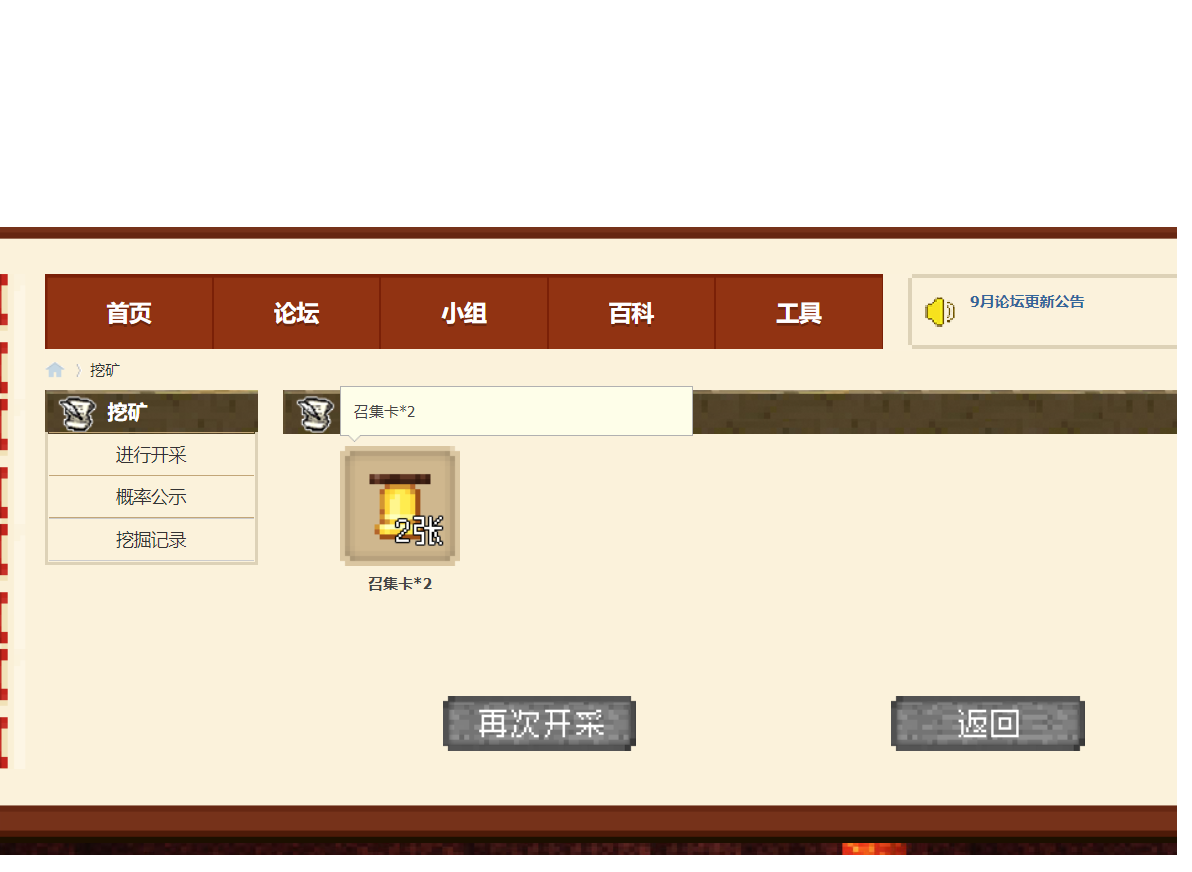 首页
论坛
小组
百科
工具
9月论坛更新公告
挖矿
挖矿
进行开采
概率公示
挖掘记录
召集卡*2
2张
召集卡*2
再次开采
返回